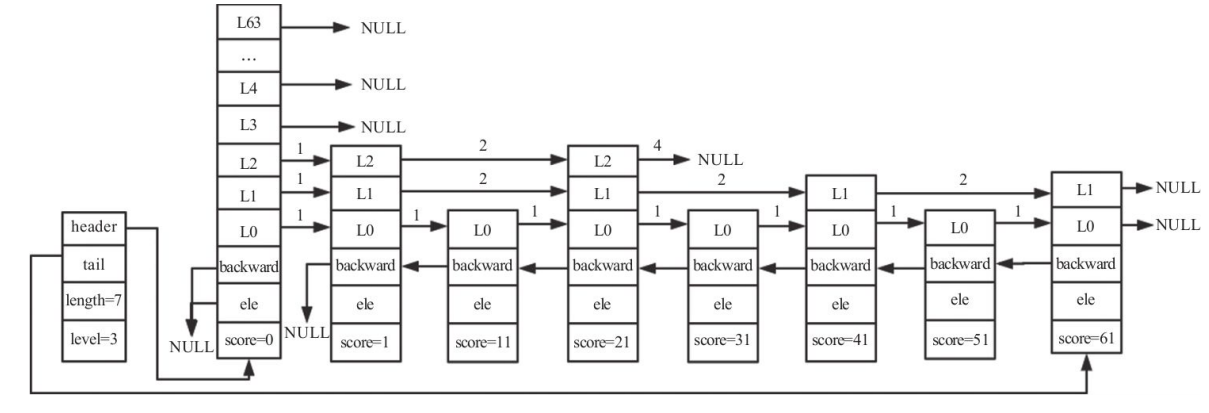 L63
NULL
...
L4
NULL
L3
NULL
L2
1
L2
2
L2
4
NULL
L1
1
L1
2
L1
2
L1
2
L1
NULL
header
L0
1
L0
1
L0
1
L0
1
L0
1
L0
1
L0
1
L0
NULL
tail
backward
backward
backward
backward
backward
backward
backward
backward
length=7
ele
ele
ele
ele
ele
ele
ele
ele
level=3
NULL
score=0
NULL
score=1
score=11
score=21
score=31
score=41
score=51
score=61